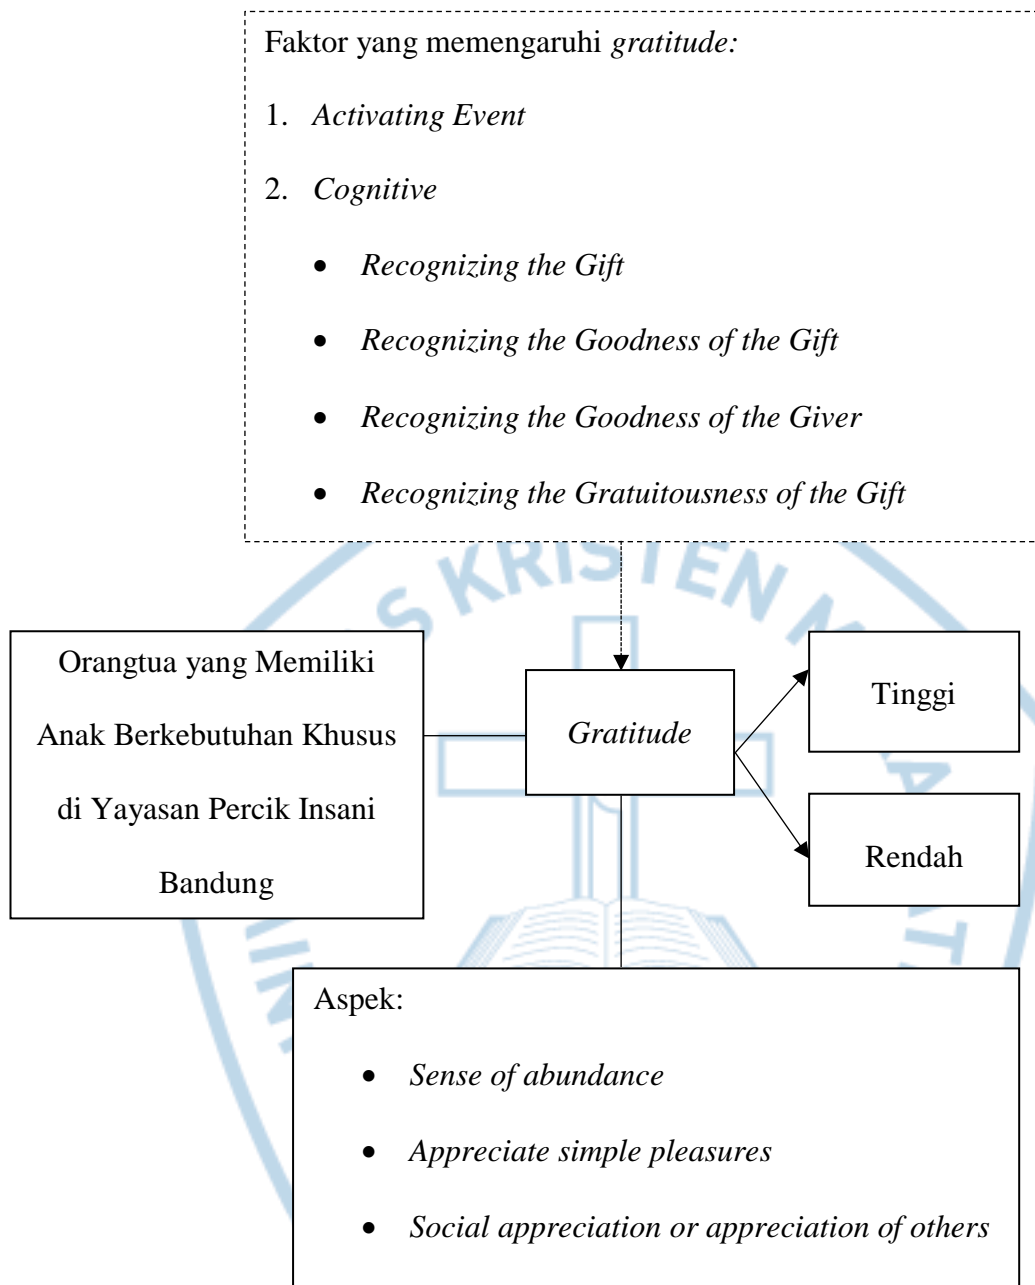 Faktor yang memengaruhi gratitude:
1. Activating Event
2. Cognitive
• Recognizing the Gift
• Recognizing the Goodness of the Gift
• Recognizing the Goodness of the Giver
• Recognizing the Gratuitousness of the Gift
S KRISTEN M
Orangtua yang Memiliki
Anak Berkebutuhan Khusus
di Yayasan Percik Insani
Bandung
Gratitude
Tinggi
Rendah
Aspek:
• Sense of abundance
• Appreciate simple pleasures
• Social appreciation or appreciation of others